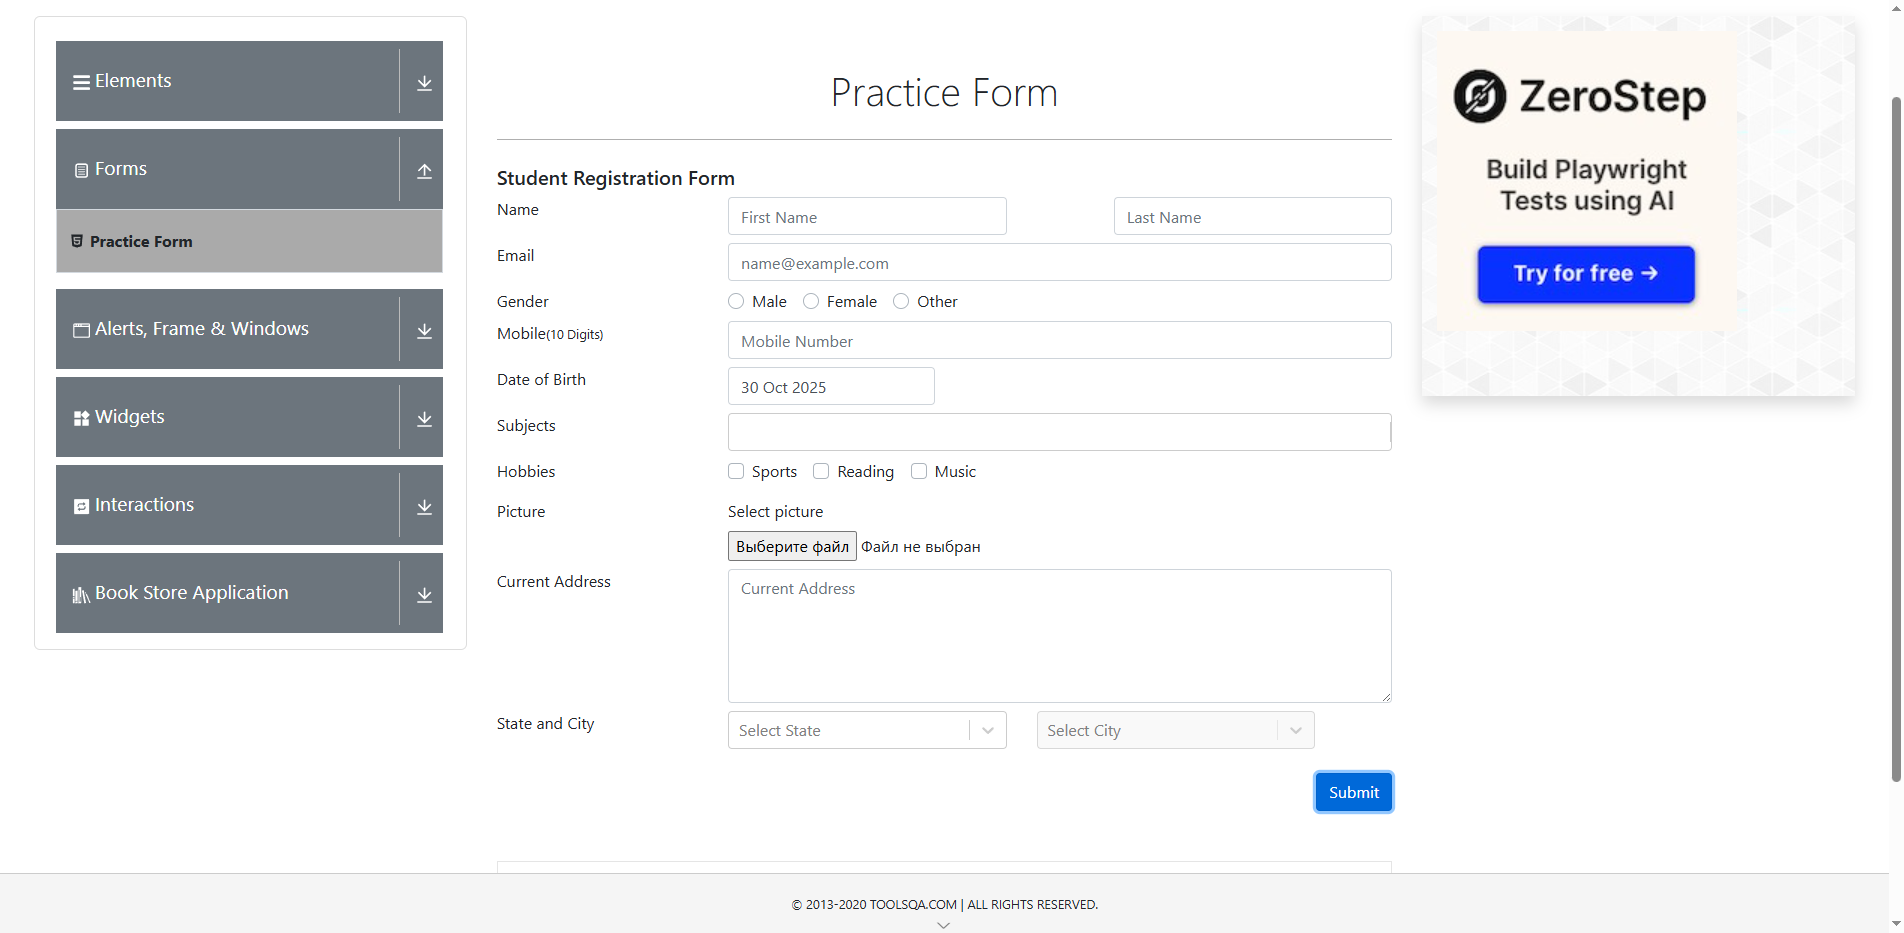 Elements
Forms
Practice Form
Alerts, Frame & Windows
Widgets
Interactions
Book Store Application
Practice Form
Student Registration Form
Name First Name Last Name
Email name@example.com
Gender Male Female Other
Mobile(10 Digits) Mobile Number
Date of Birth 30 Oct 2025
Subjects
Hobbies Sports Reading Music
Picture Select picture
Выберите файл Файл не выбран
Current Address Current Address
State and City Select State Select City
Submit
ZeroStep
Build Playwright
Tests using AI
Try for free →
© 2013-2020 TOOLSQA.COM | ALL RIGHTS RESERVED.